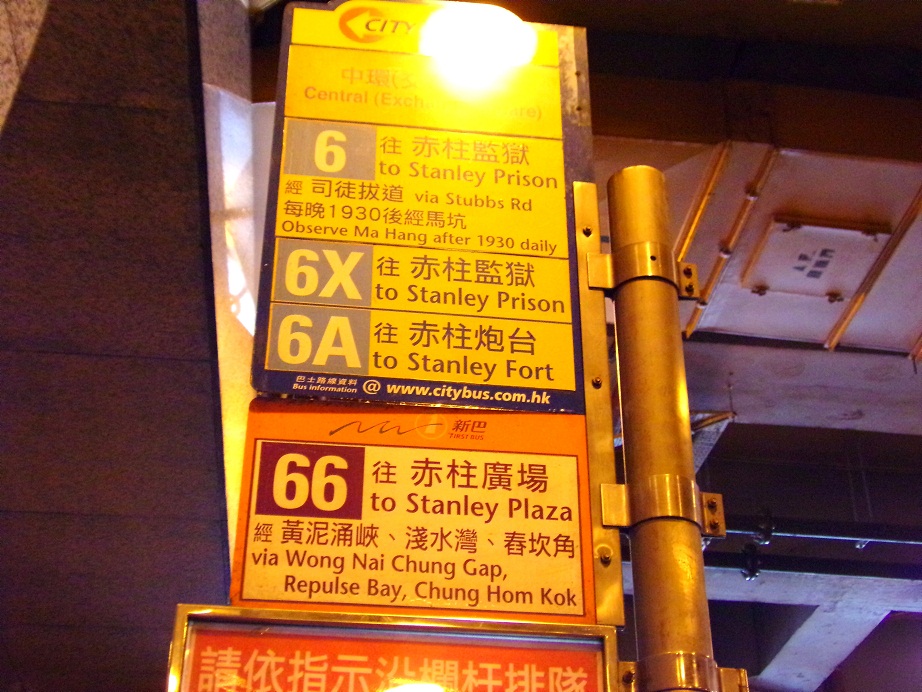 CITY
中環(
Central (Exch
6 往 赤柱監獄
to Stanley Prison
經 司徒拔道 via Stubbs Rd
每晚1930後經馬坑
Observe Ma Hang after 1930 daily
6X 往 赤柱監獄
to Stanley Prison
6A 往 赤柱炮台
to Stanley Fort
巴士路線資料
Bus information @ www.citybus.com.hk
新巴
FIRST BUS
66 往 赤柱廣場
to Stanley Plaza
經 黃泥涌峽、淺水灣、舂坎角
via Wong Nai Chung Gap,
Repulse Bay, Chung Hom Kok
請依指示沿欄杆排隊